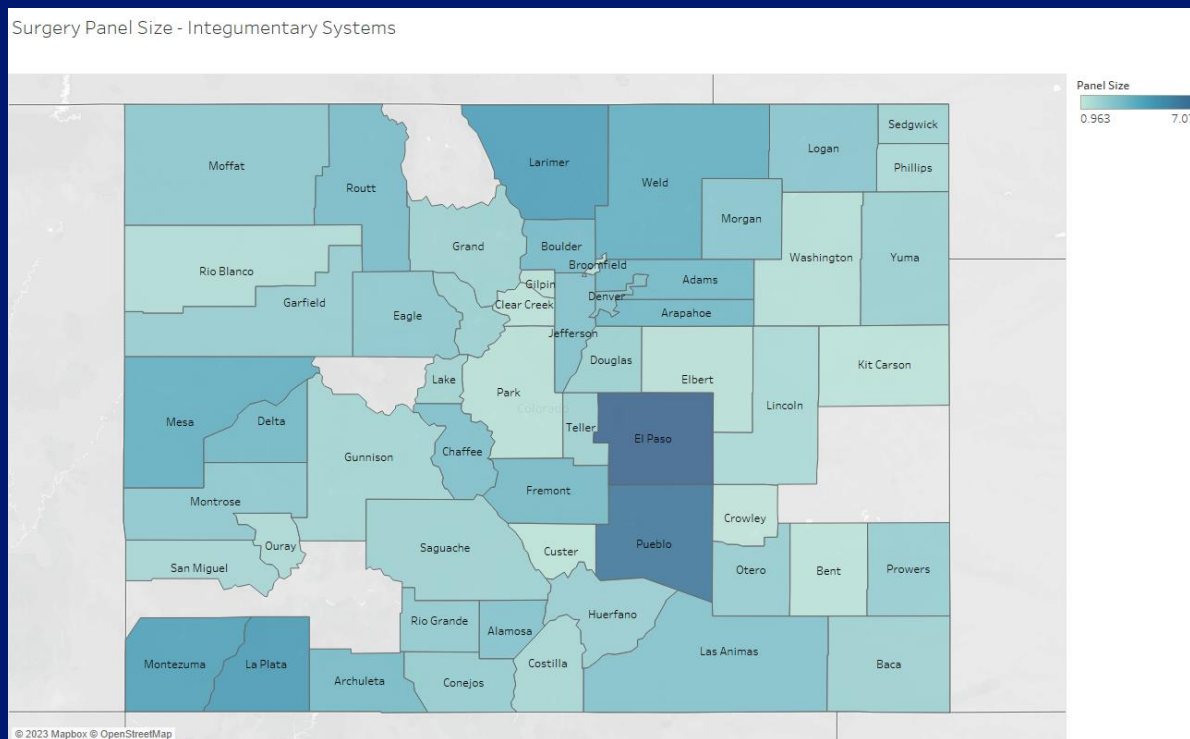 Surgery Panel Size - Integumentary Systems
Panel Size
0.963
7.07
Sedgwick
Logan
Moffat
Larimer
Phillips
Weld
Routt
Morgan
Grand
Boulder
Washington
Yuma
Broomfield
Rio Blanco
Adams
Gilpin
Denver
Garfield
Clear Creek
Eagle
Arapahoe
Jefferson
Douglas
Kit Carson
Lake
Elbert
Park
Colorado
Lincoln
Mesa
Delta
Teller
El Paso
Chaffee
Gunnison
Fremont
Montrose
Crowley
Pueblo
Ouray
Saguache
Custer
San Miguel
Otero
Bent
Prowers
Huerfano
Rio Grande
Alamosa
Las Animas
Montezuma
La Plata
Costilla
Baca
Archuleta
Conejos
© 2023 Mapbox © OpenStreetMap